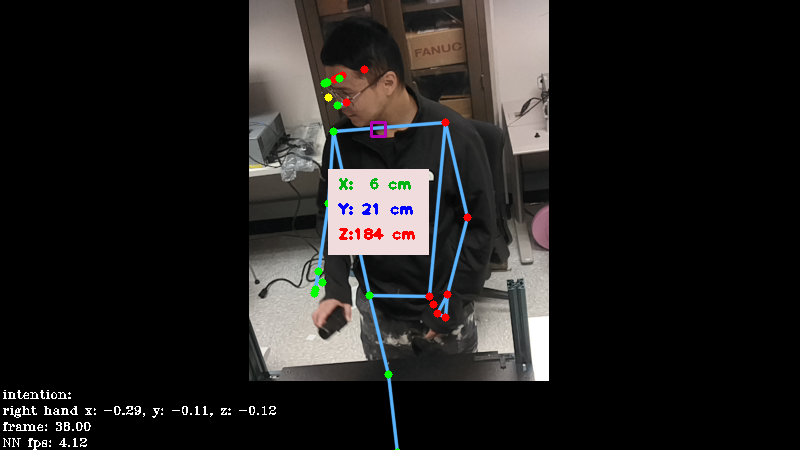 FANUC
X: 6 cm
Y: 21 cm
Z:184 cm
intention:
right hand x: −0.29, y: −0.11, z: −0.12
frame: 38.00
NN fps: 4.12